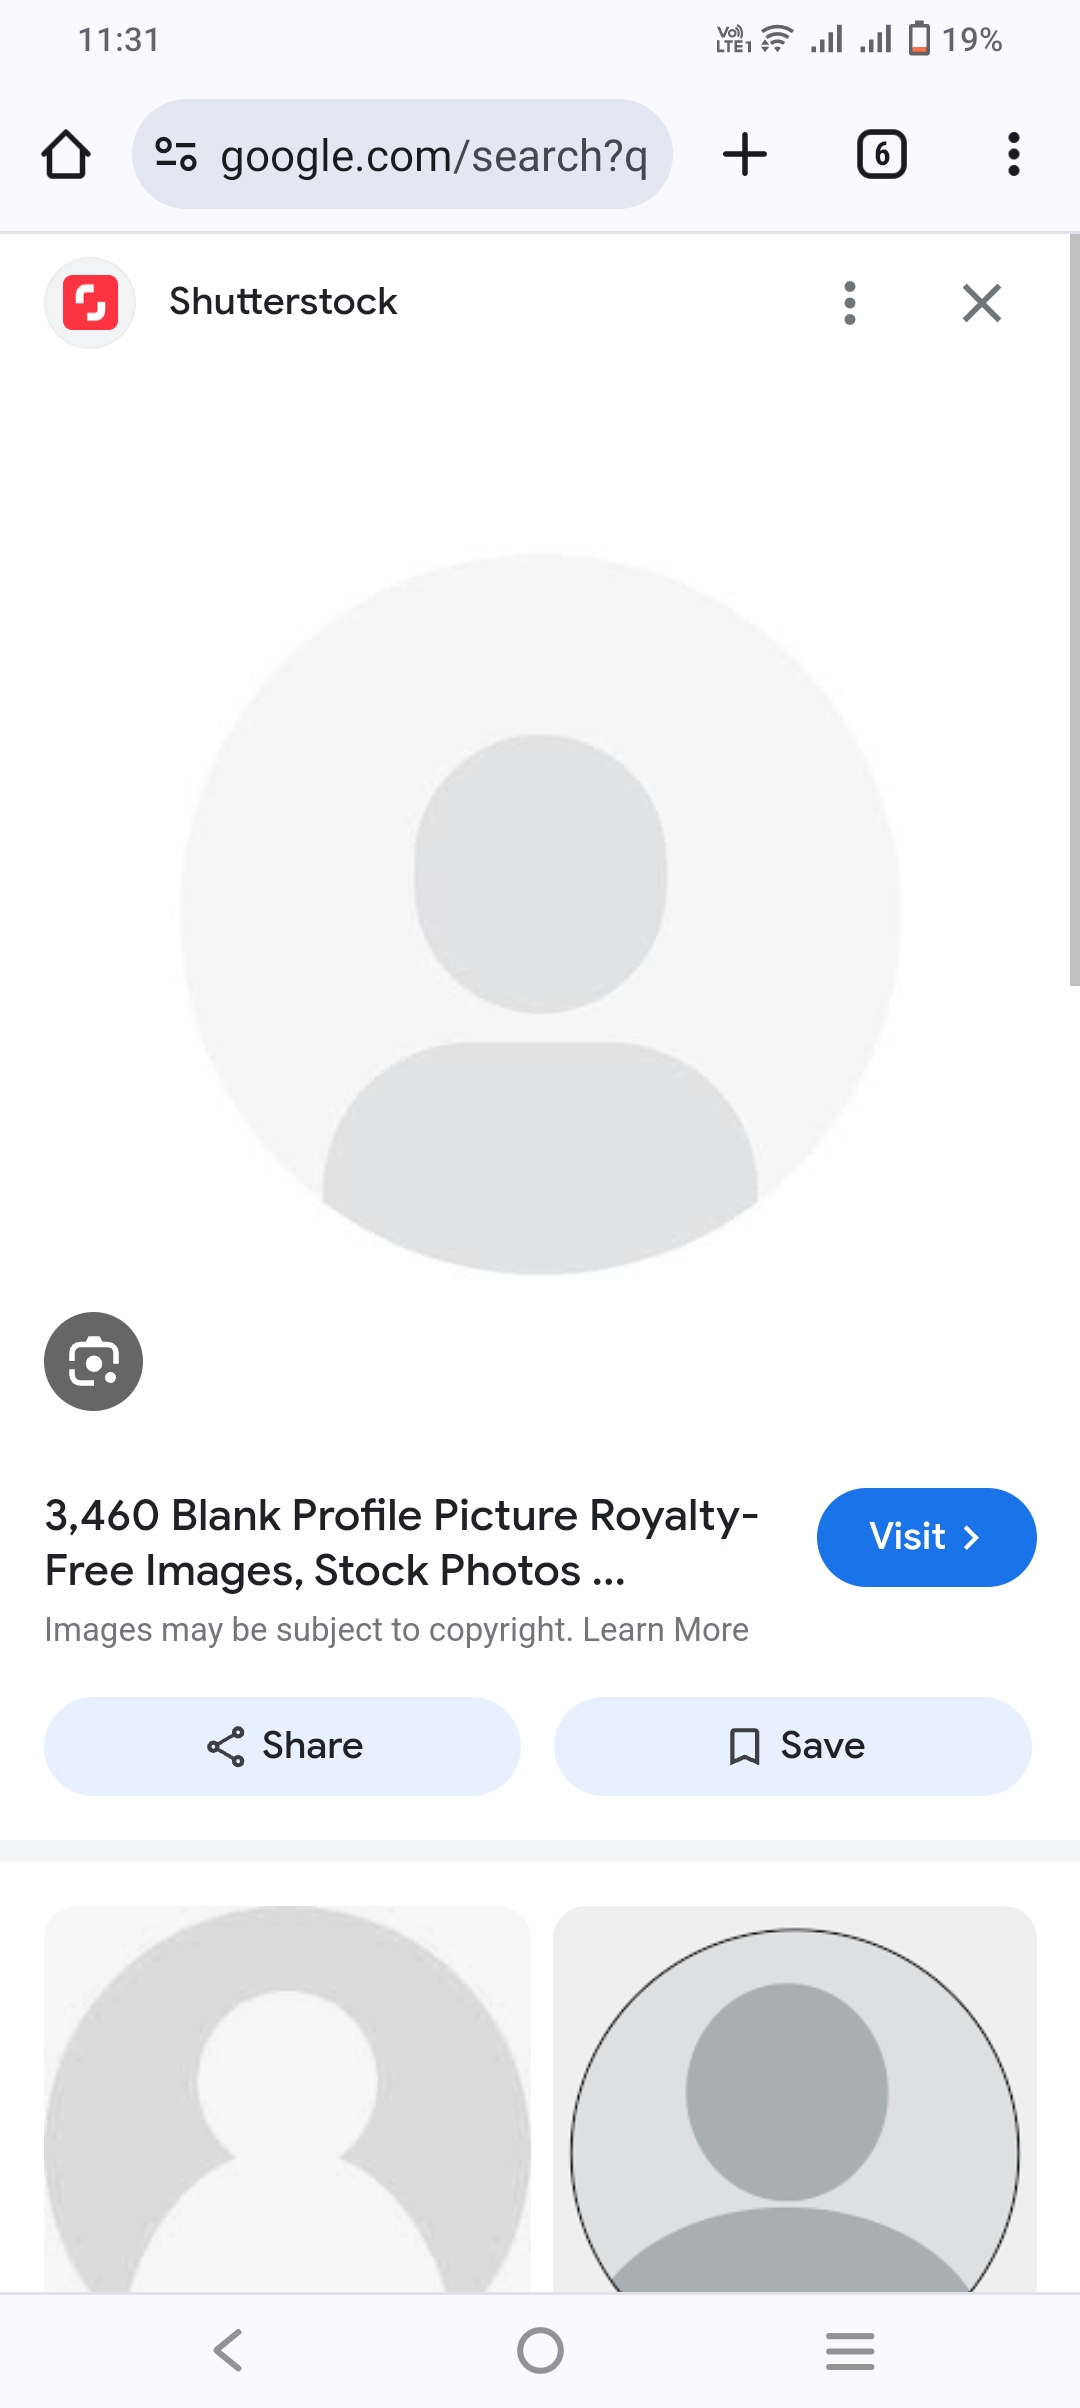 11:31
Vo))
LTE1
19%
google.com/search?q
6
Shutterstock
3,460 Blank Profile Picture Royalty-
Free Images, Stock Photos ...
Visit
Images may be subject to copyright. Learn More
Share
Save